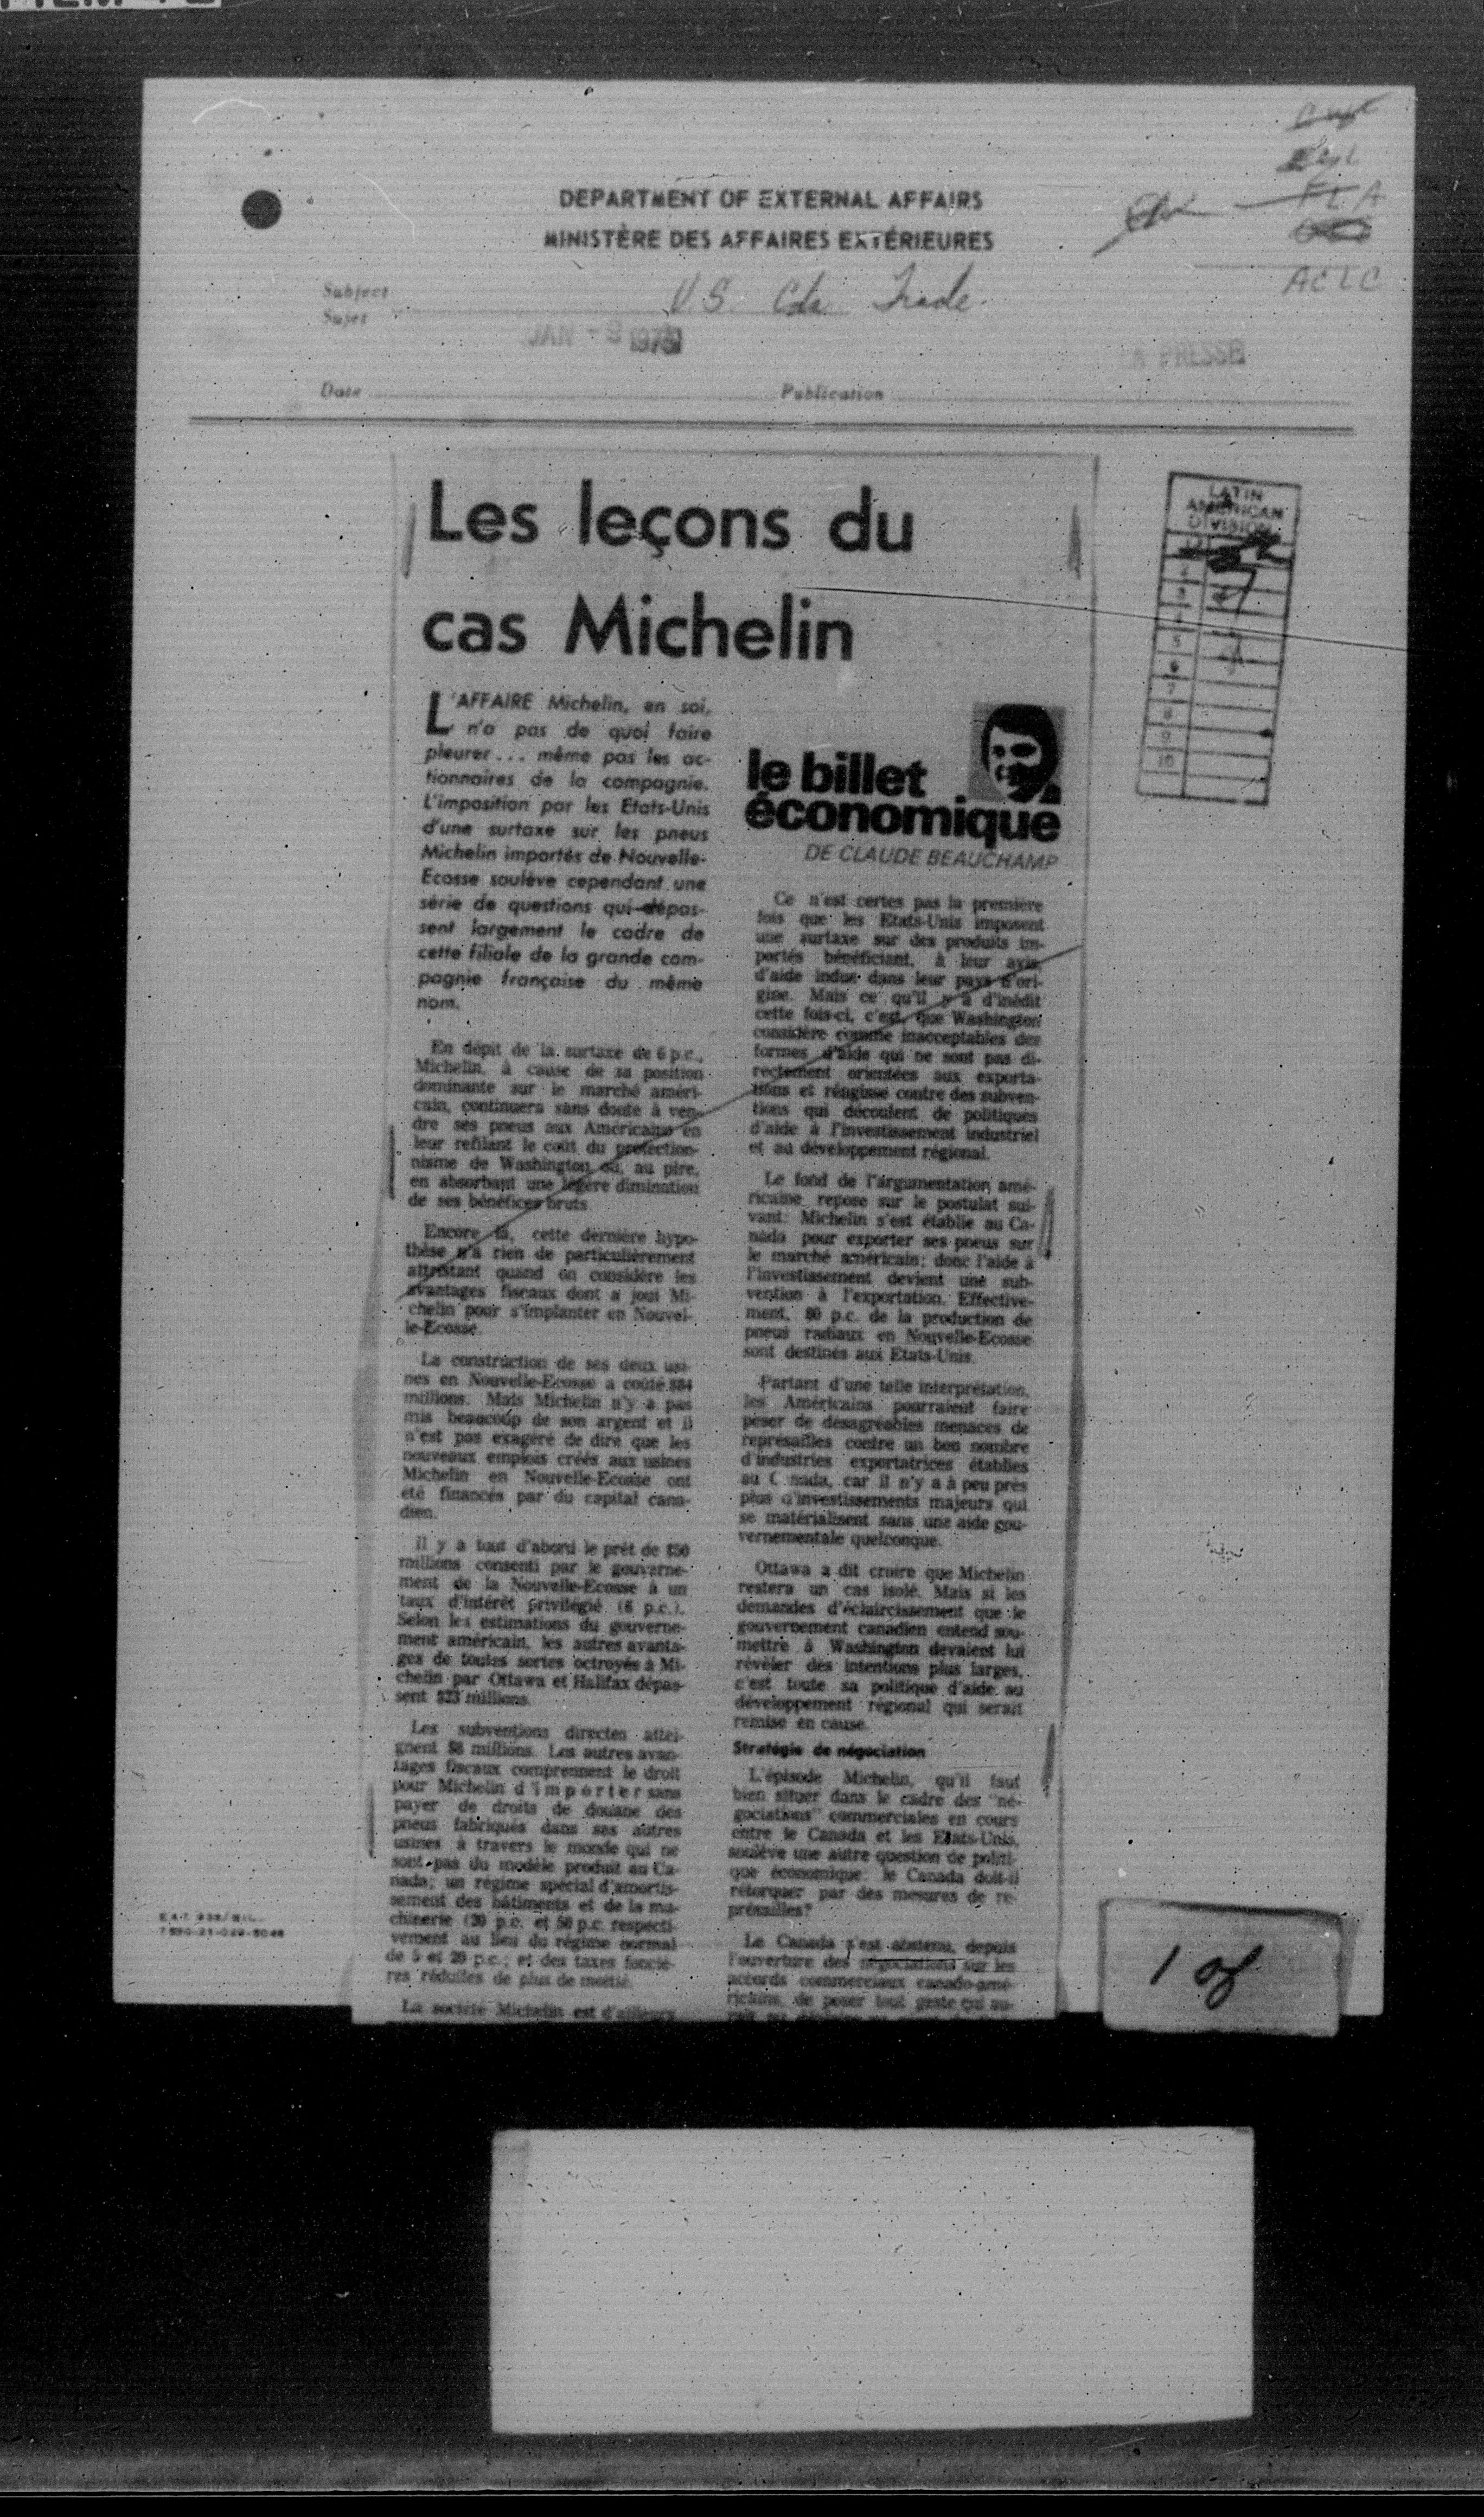 DEPARTMENT OF EXTERNAL AFFAIRS
MINISTÈRE DES AFFAIRES EXTÉRIEURES
FLA
ACLC
Subject
Sujet
U.S. Cda Trade.
JAN
PRESSE
Date
Publication
LATIN
AMERICAN
DIVISION
2
3
4
5
6
7
8
9
10
Les leçons du
cas Michelin
L'AFFAIRE Michelin, en soi,
n'a pas de quoi faire
pleurer... même pas les ac-
tionnaires de la compagnie.
L'imposition par les Etats-Unis
d'une surtaxe sur les pneus
Michelin importés de Nouvelle-
Ecosse soulève cependant une
série de questions qui dépas-
sent largement le cadre de
cette filiale de la grande com-
pagnie française du même
nom.
En dépit de la surtaxe de 6 p.c.,
Michelin, à cause de sa position
dominante sur le marché améri-
cain, continuera sans doute à ven-
dre ses pneus aux Américains en
leur refilant le coût du protection-
nisme de Washington ou, au pire,
en absorbant une légère diminution
de ses bénéfices bruts.
Encore là, cette dernière hypo-
thèse n'a rien de particulièrement
attristant quand on considère les
avantages fiscaux dont a joui Mi-
chelin pour s'implanter en Nouvel-
le-Ecosse.
La construction de ses deux usi-
nes en Nouvelle-Ecosse a coûté $84
millions. Mais Michelin n'y a pas
mis beaucoup de son argent et il
n'est pas exagéré de dire que les
nouveaux emplois créés aux usines
Michelin en Nouvelle-Ecosse ont
été financés par du capital cana-
dien.
Il y a tout d'abord le prêt de $50
millions consenti par le gouverne-
ment de la Nouvelle-Ecosse à un
taux d'intérêt privilégié (6 p.c.).
Selon les estimations du gouverne-
ment américain, les autres avanta-
ges de toutes sortes octroyés à Mi-
chelin par Ottawa et Halifax dépas-
sent $23 millions.
Les subventions directes attei-
gnent $8 millions. Les autres avan-
tages fiscaux comprennent le droit
pour Michelin d'importer sans
payer de droits de douane des
pneus fabriqués dans ses autres
usines à travers le monde qui ne
sont pas du modèle produit au Ca-
nada; un régime spécial d'amortis-
sement des bâtiments et de la ma-
chinerie (20 p.c. et 50 p.c. respecti-
vement au lieu du régime normal
de 5 et 20 p.c.; et des taxes fonciè-
res réduites de plus de moitié.
La société Michelin est d'ailleurs
le billet
économique
DE CLAUDE BEAUCHAMP
Ce n'est certes pas la première
fois que les Etats-Unis imposent
une surtaxe sur des produits im-
portés bénéficiant, à leur avis,
d'aide indue dans leur pays d'ori-
gine. Mais ce qu'il y a d'inédit
cette fois-ci, c'est que Washington
considère comme inacceptables des
formes d'aide qui ne sont pas di-
rectement orientées aux exporta-
tions et réagisse contre des subven-
tions qui découlent de politiques
d'aide à l'investissement industriel
et au développement régional.
Le fond de l'argumentation amé-
ricaine repose sur le postulat sui-
vant: Michelin s'est établie au Ca-
nada pour exporter ses pneus sur
le marché américain; donc l'aide à
l'investissement devient une sub-
vention à l'exportation. Effective-
ment, 80 p.c. de la production de
pneus radiaux en Nouvelle-Ecosse
sont destinés aux Etats-Unis.
Partant d'une telle interprétation,
les Américains pourraient faire
peser de désagréables menaces de
représailles contre un bon nombre
d'industries exportatrices établies
au C nada, car il n'y a à peu près
plus d'investissements majeurs qui
se matérialisent sans une aide gou-
vernementale quelconque.
Ottawa a dit croire que Michelin
restera un cas isolé. Mais si les
demandes d'éclaircissement que le
gouvernement canadien entend sou-
mettre à Washington devaient lui
révéler des intentions plus larges,
c'est toute sa politique d'aide au
développement régional qui serait
remise en cause.
Stratégie de négociation
L'épisode Michelin, qu'il faut
bien situer dans le cadre des "né-
gociations" commerciales en cours
entre le Canada et les Etats-Unis,
soulève une autre question de politi-
que économique: le Canada doit-il
rétorquer par des mesures de re-
présailles?
Le Canada s'est abstenu, depuis
l'ouverture des négociations sur les
accords commerciaux canado-amé-
ricains, de poser tout geste qui au-
1 of